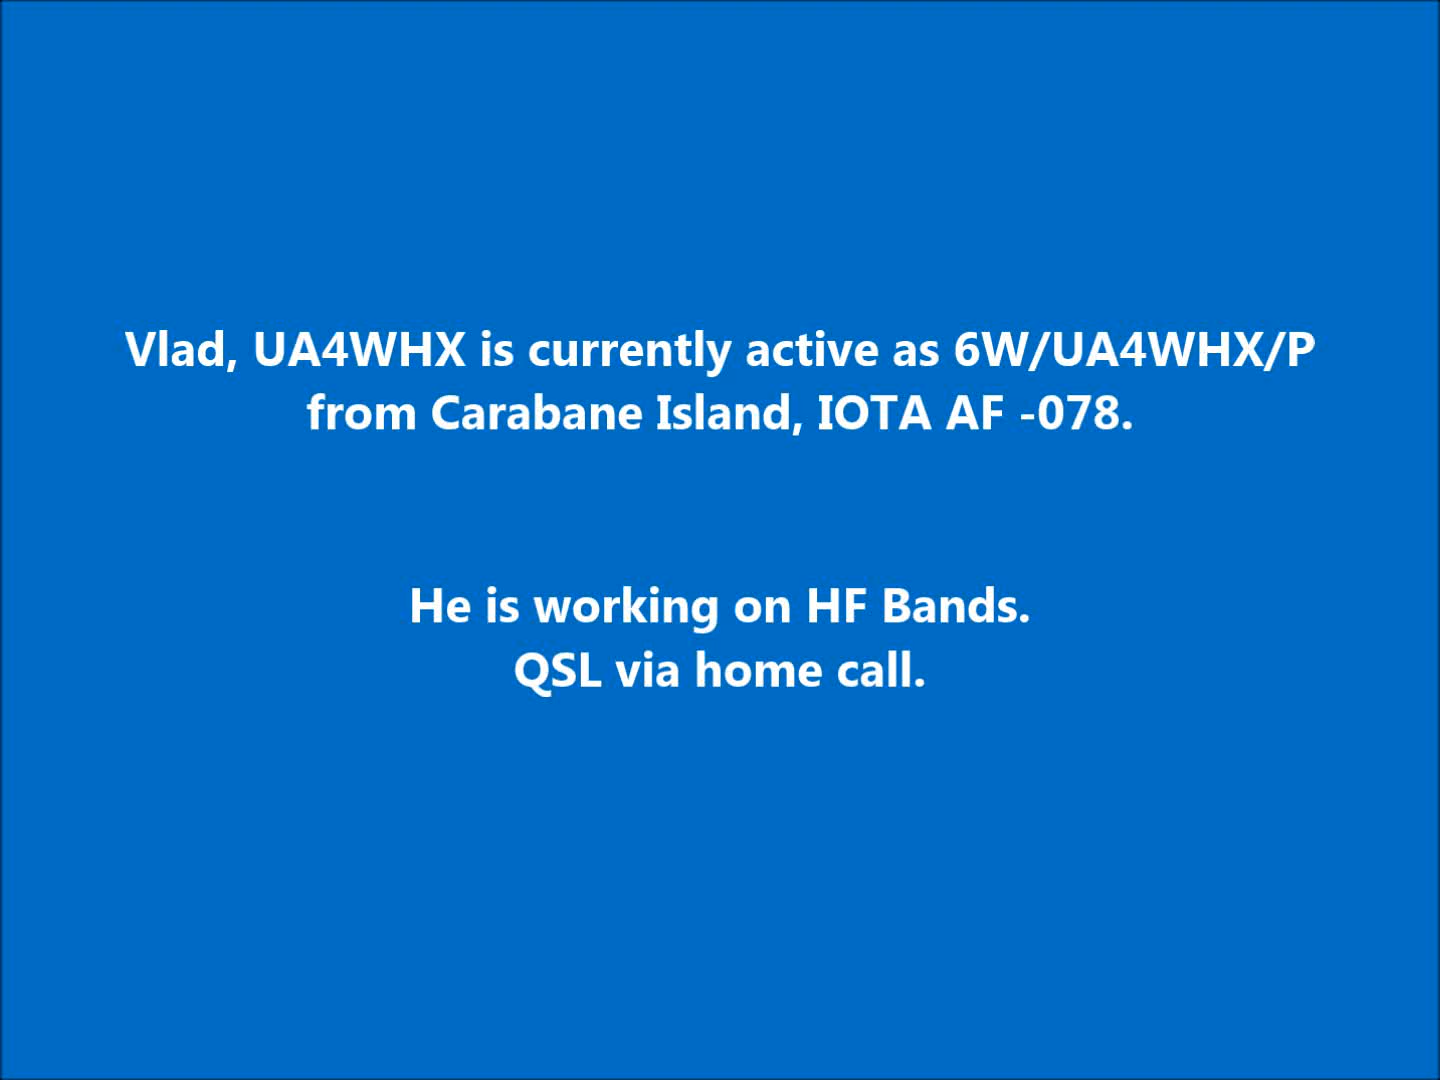 Vlad, UA4WHX is currently active as 6W/UA4WHX/P
from Carabane Island, IOTA AF -078.
He is working on HF Bands.
QSL via home call.